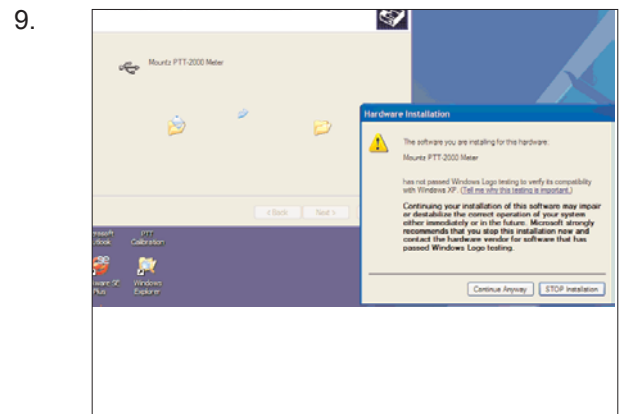 9.
Mountz PTT-2000 Meter
Hardware Installation
The software you are installing for this hardware:
Mountz PTT-2000 Meter
has not passed Windows Logo testing to verify its compatibility
with Windows XP. (Tell me why this testing is important.)
Continuing your installation of this software may impair
or destabilize the correct operation of your system
either immediately or in the future. Microsoft strongly
recommends that you stop this installation now and
contact the hardware vendor for software that has
passed Windows Logo testing.
< Back Next >
Continue Anyway STOP Installation
PTT
Calibration
Plus
Windows
Explorer